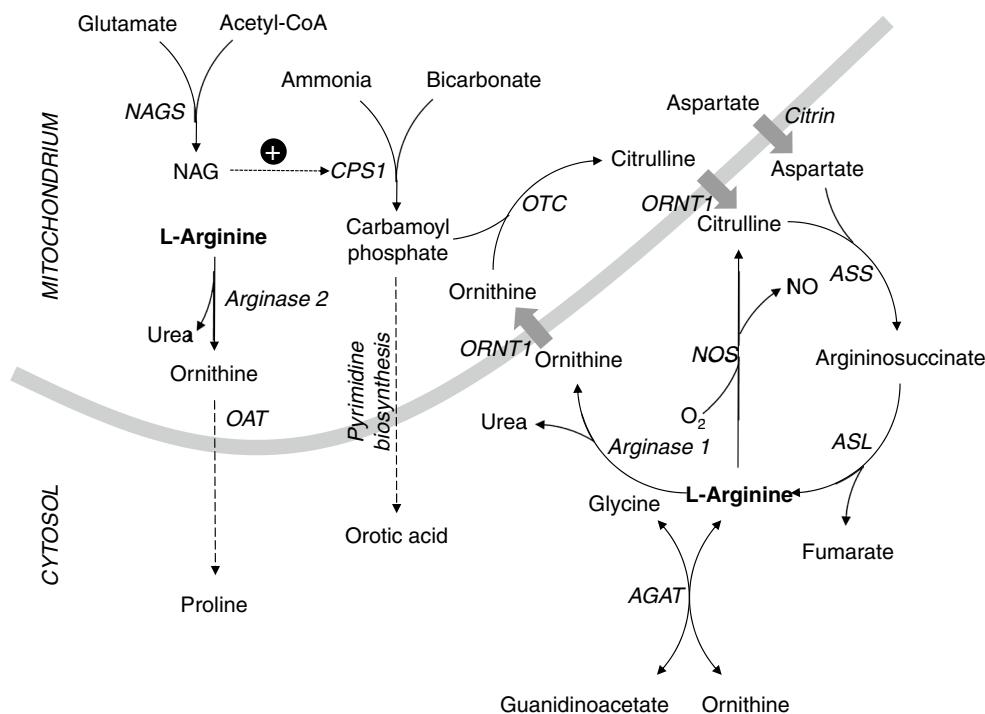 Glutamate
Acetyl-CoA
NAGS
NAG
+
CPS1
Ammonia
Bicarbonate
Carbamoyl
phosphate
OTC
Citrulline
Ornithine
ORNT1
Aspartate
Citrin
Aspartate
ORNT1
Citrulline
ASS
Argininosuccinate
ASL
Fumarate
L-Arginine
NOS
NO
O2
Arginase 1
Urea
Ornithine
Glycine
AGAT
Guanidinoacetate
Ornithine
MITOCHONDRIUM
L-Arginine
Arginase 2
Urea
Ornithine
OAT
Proline
Pyrimidine
biosynthesis
Orotic acid
CYTOSOL